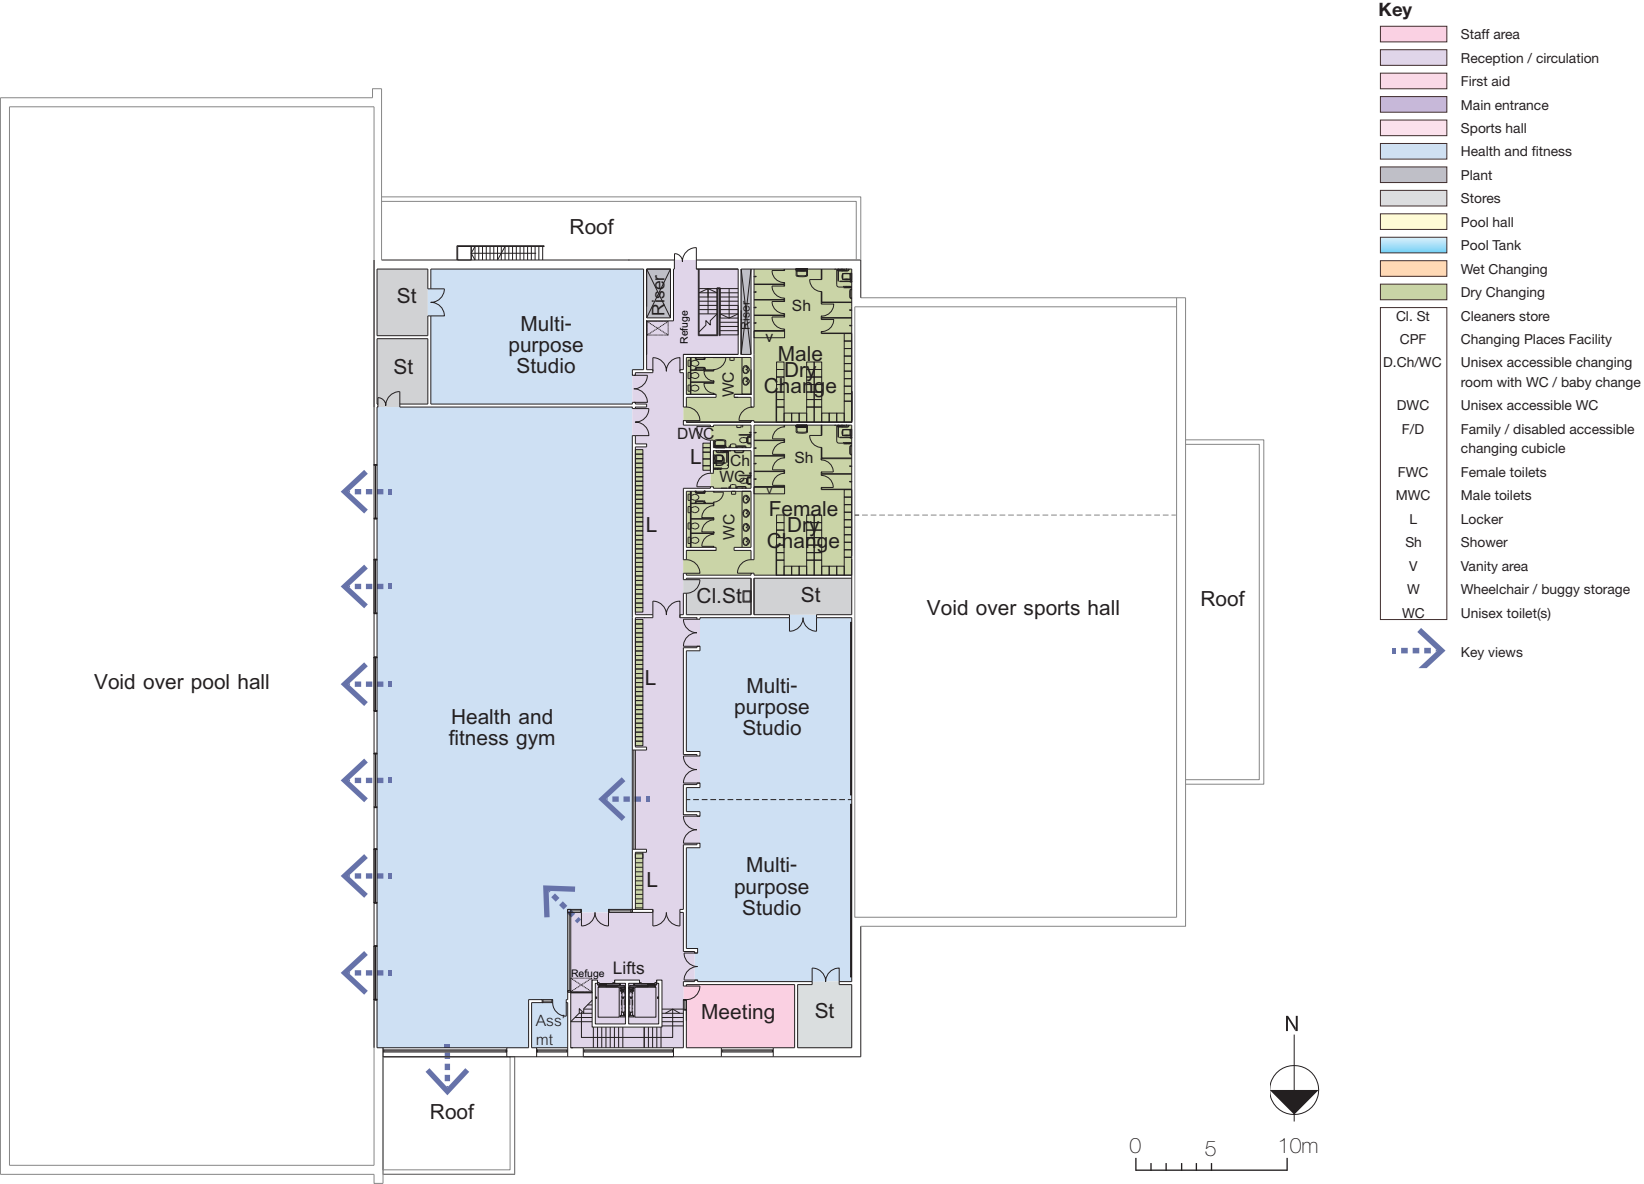 Key
Staff area
Reception / circulation
First aid
Main entrance
Sports hall
Health and fitness
Plant
Stores
Pool hall
Pool Tank
Wet Changing
Dry Changing
Cl. St Cleaners store
CPF Changing Places Facility
D.Ch/WC Unisex accessible changing
room with WC / baby change
DWC Unisex accessible WC
F/D Family / disabled accessible
changing cubicle
FWC Female toilets
MWC Male toilets
L Locker
Sh Shower
V Vanity area
W Wheelchair / buggy storage
WC Unisex toilet(s)
Key views
Roof
St
Multi-
purpose
Studio
Riser
Refuge
Riser
Sh
V
Male
Dry
Change
St
WC
DWC
L
D.Ch
WC
Sh
V
Female
Dry
Change
WC
L
Cl.St
St
Void over sports hall
Roof
Void over pool hall
Health and
fitness gym
L
Multi-
purpose
Studio
L
Multi-
purpose
Studio
Refuge
Lifts
Ass
mt
Meeting
St
Roof
N
0 5 10m